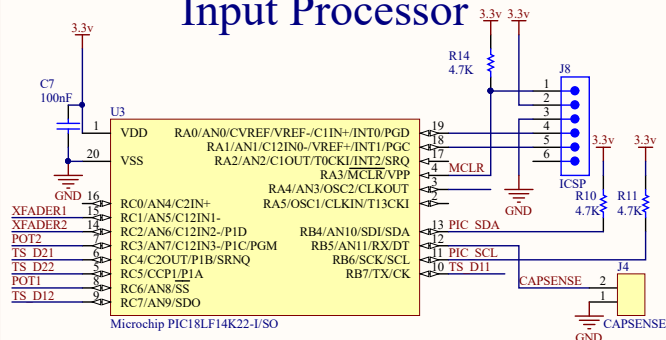 Input Processor
3.3v
3.3v 3.3v
R14
4.7K
J8
C7
100nF
U3
1 VDD RA0/AN0/CVREF/VREF-/C1IN+/INT0/PGD 19
RA1/AN1/C12IN0-/VREF+/INT1/PGC 18
20 VSS RA2/AN2/C1OUT/T0CKI/INT2/SRQ 17
RA3/MCLR/VPP 4 MCLR
RA4/AN3/OSC2/CLKOUT 3
RA5/OSC1/CLKIN/T13CKI 2
1
2
3
4
5
6
ICSP
GND
GND
3.3v 3.3v
R10
4.7K
R11
4.7K
16 RC0/AN4/C2IN+
XFADER1 15 RC1/AN5/C12IN1-
XFADER2 14 RC2/AN6/C12IN2-/P1D RB4/AN10/SDI/SDA 13 PIC_SDA
POT2 7 RC3/AN7/C12IN3-/P1C/PGM RB5/AN11/RX/DT 12
TS_D21 6 RC4/C2OUT/P1B/SRNQ RB6/SCK/SCL 11 PIC_SCL
TS_D22 5 RC5/CCP1/P1A RB7/TX/CK 10 TS_D11
POT1 8 RC6/AN8/SS
TS_D12 9 RC7/AN9/SDO
CAPSENSE 2
1
J4
CAPSENSE
GND
Microchip PIC18LF14K22-I/SO